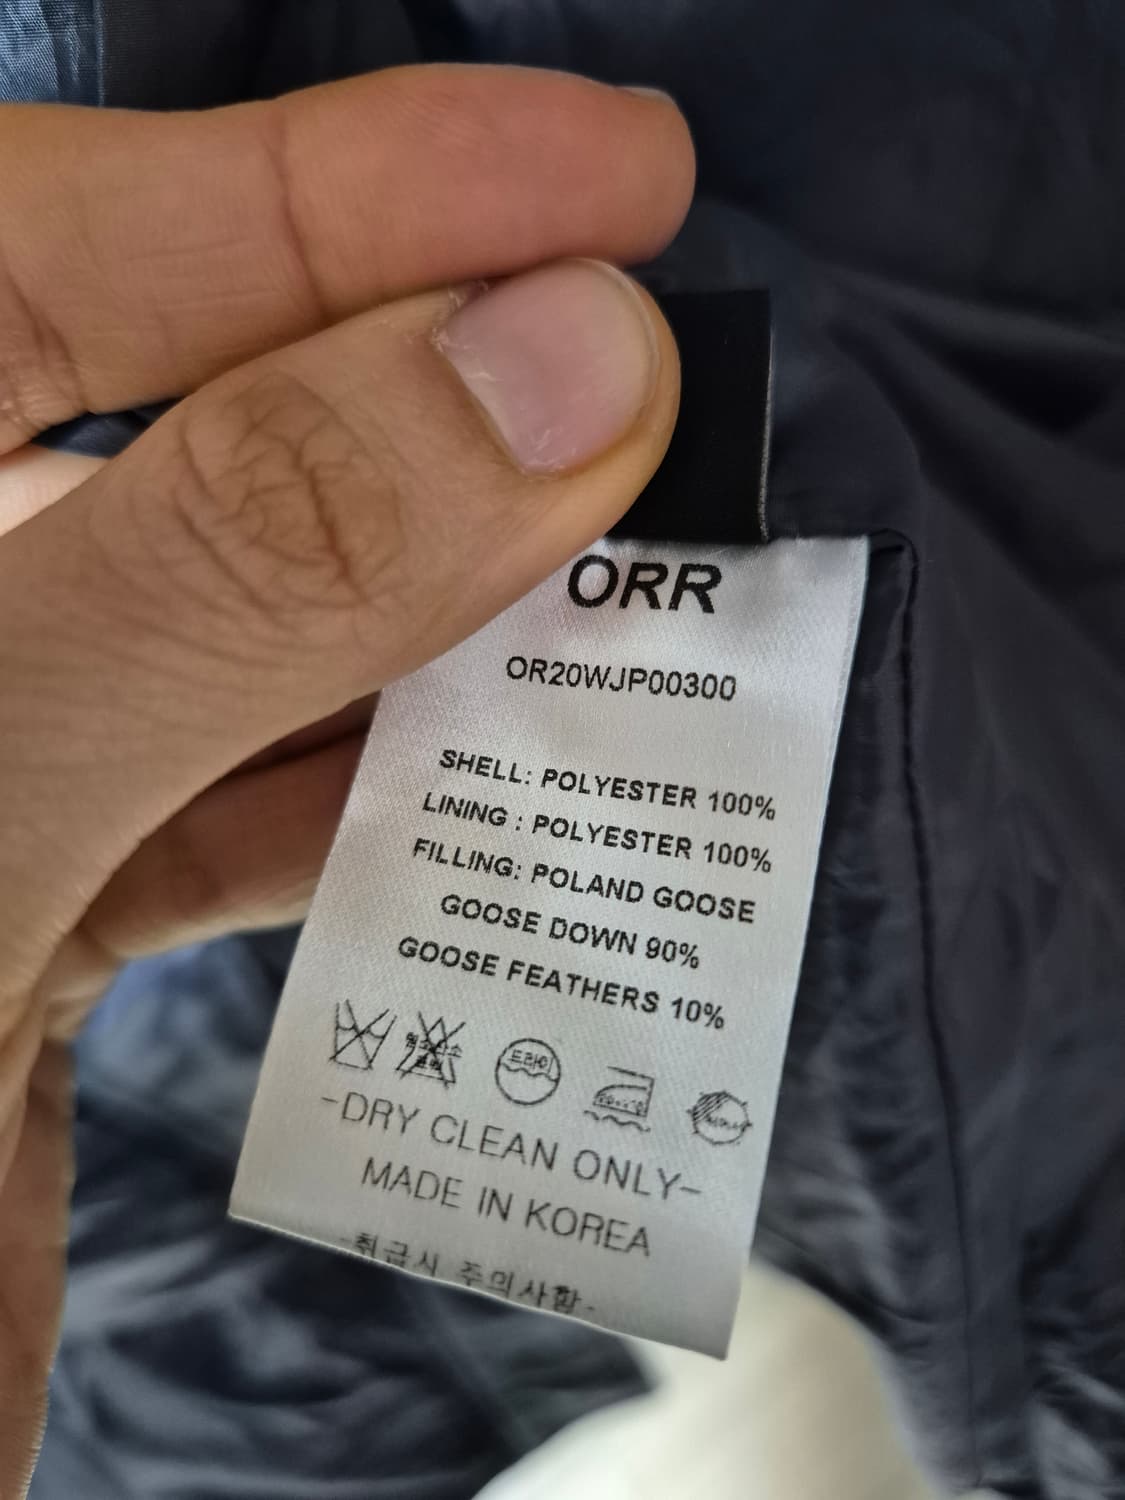 ORR
OR20WJP00300
SHELL: POLYESTER 100%
LINING : POLYESTER 100%
FILLING: POLAND GOOSE
GOOSE DOWN 90%
GOOSE FEATHERS 10%
드라이
-DRY CLEAN ONLY-
MADE IN KOREA
-취급시 주의사항-